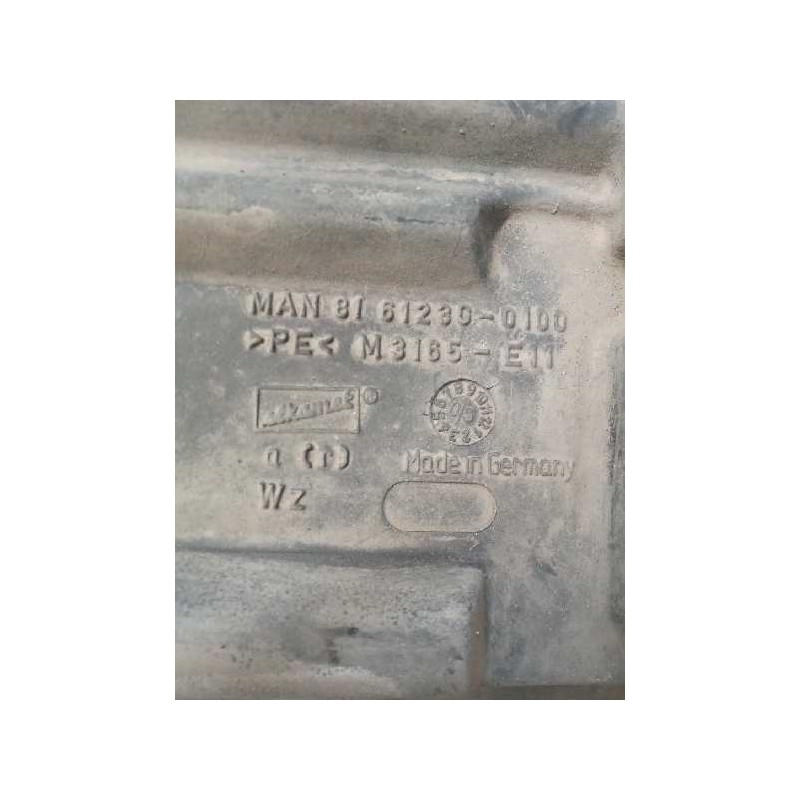 MAN 81 61230-0100
>PE< M3165-E11
®
a (r)
Made in Germany
Wz